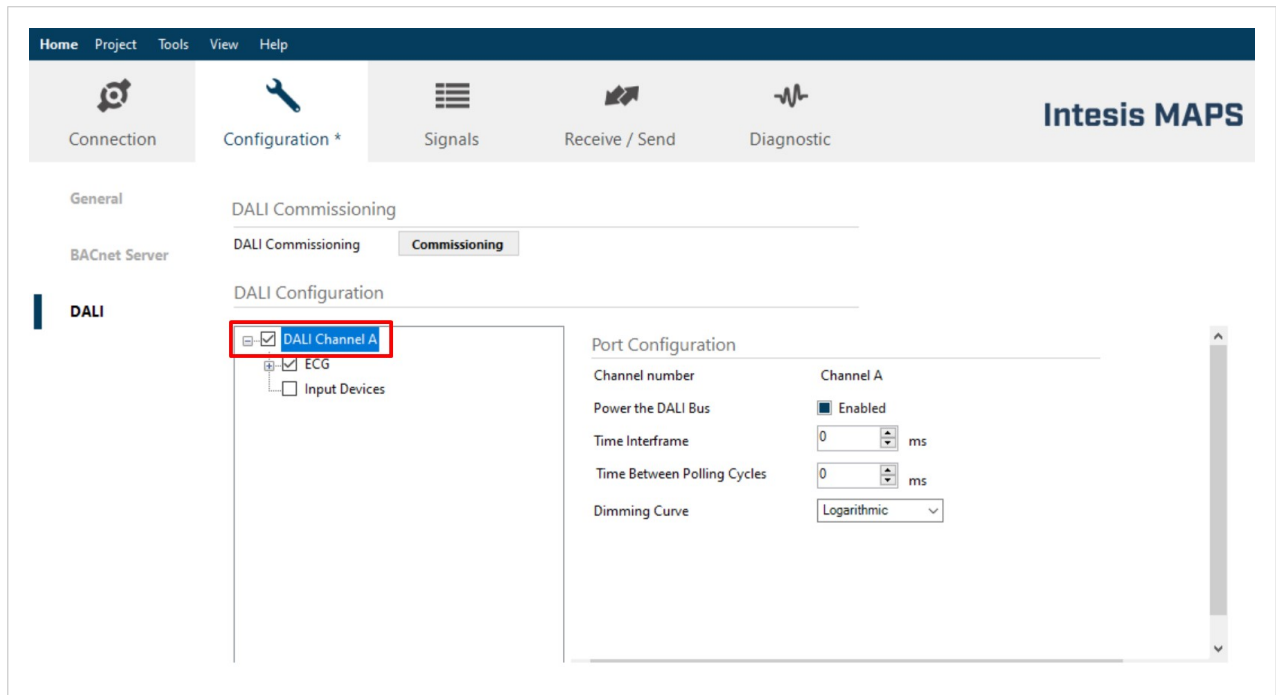 Home Project Tools View Help
Connection
Configuration *
Signals
Receive / Send
Diagnostic
Intesis MAPS
General
BACnet Server
DALI
DALI Commissioning
DALI Commissioning Commissioning
DALI Configuration
DALI Channel A
ECG
Input Devices
Port Configuration
Channel number Channel A
Power the DALI Bus Enabled
Time Interframe 0 ms
Time Between Polling Cycles 0 ms
Dimming Curve Logarithmic